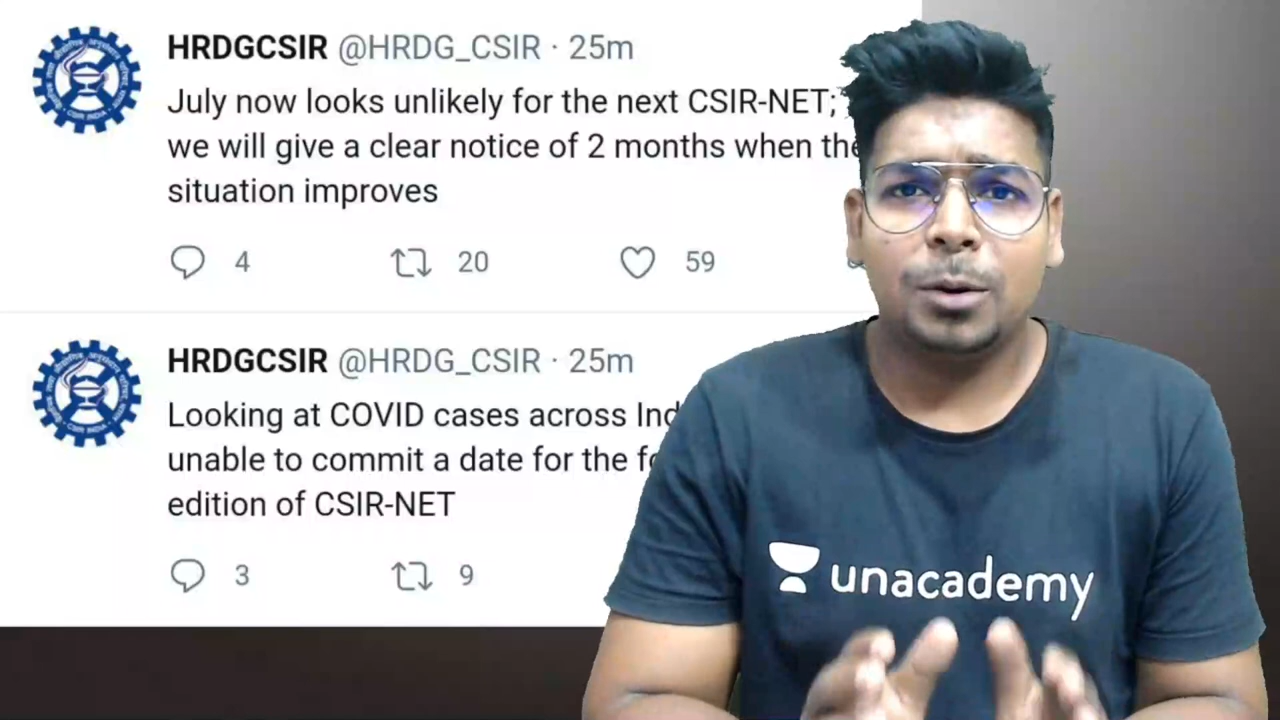 HRDGCSIR @HRDG_CSIR · 25m
July now looks unlikely for the next CSIR-NET;
we will give a clear notice of 2 months when the
situation improves
4 20 59
HRDGCSIR @HRDG_CSIR · 25m
Looking at COVID cases across
unable to commit a date for the
edition of CSIR-NET
3 9
unacademy